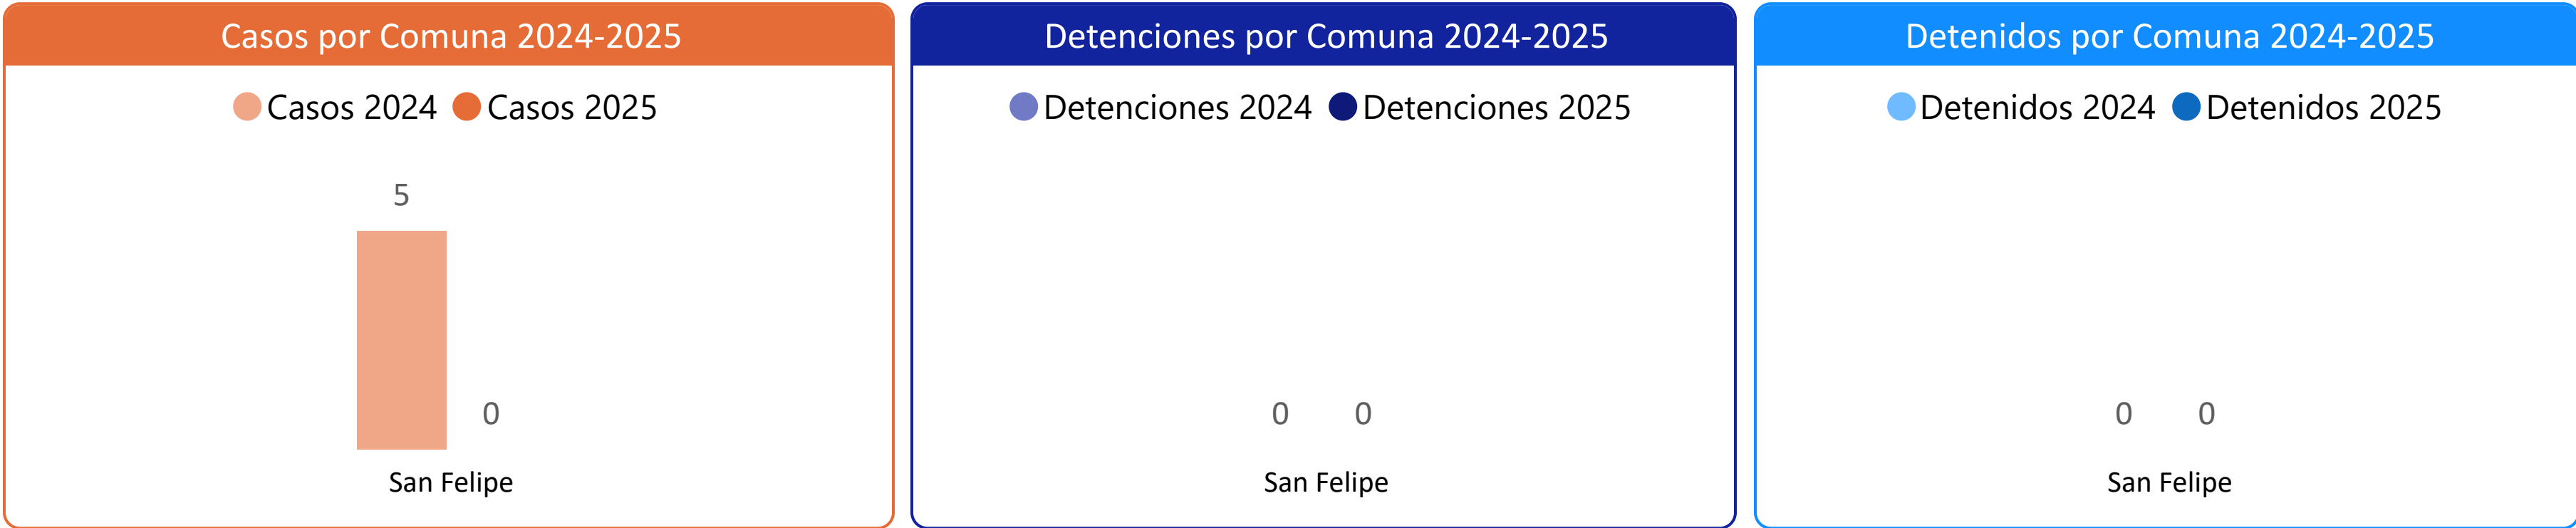 Casos por Comuna 2024-2025
Casos 2024 Casos 2025
5
0
San Felipe
Detenciones por Comuna 2024-2025
Detenciones 2024 Detenciones 2025
0 0
San Felipe
Detenidos por Comuna 2024-2025
Detenidos 2024 Detenidos 2025
0 0
San Felipe